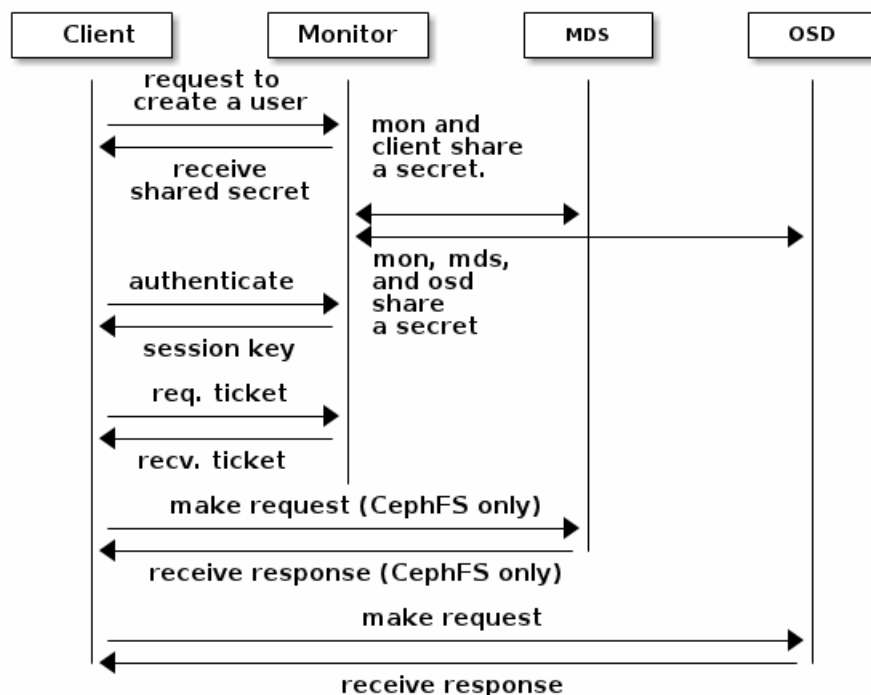 Client
Monitor
MDS
OSD
request to
create a user
mon and
client share
a secret.
receive
shared secret
mon, mds,
and osd
share
a secret
authenticate
session key
req. ticket
recv. ticket
make request (CephFS only)
receive response (CephFS only)
make request
receive response